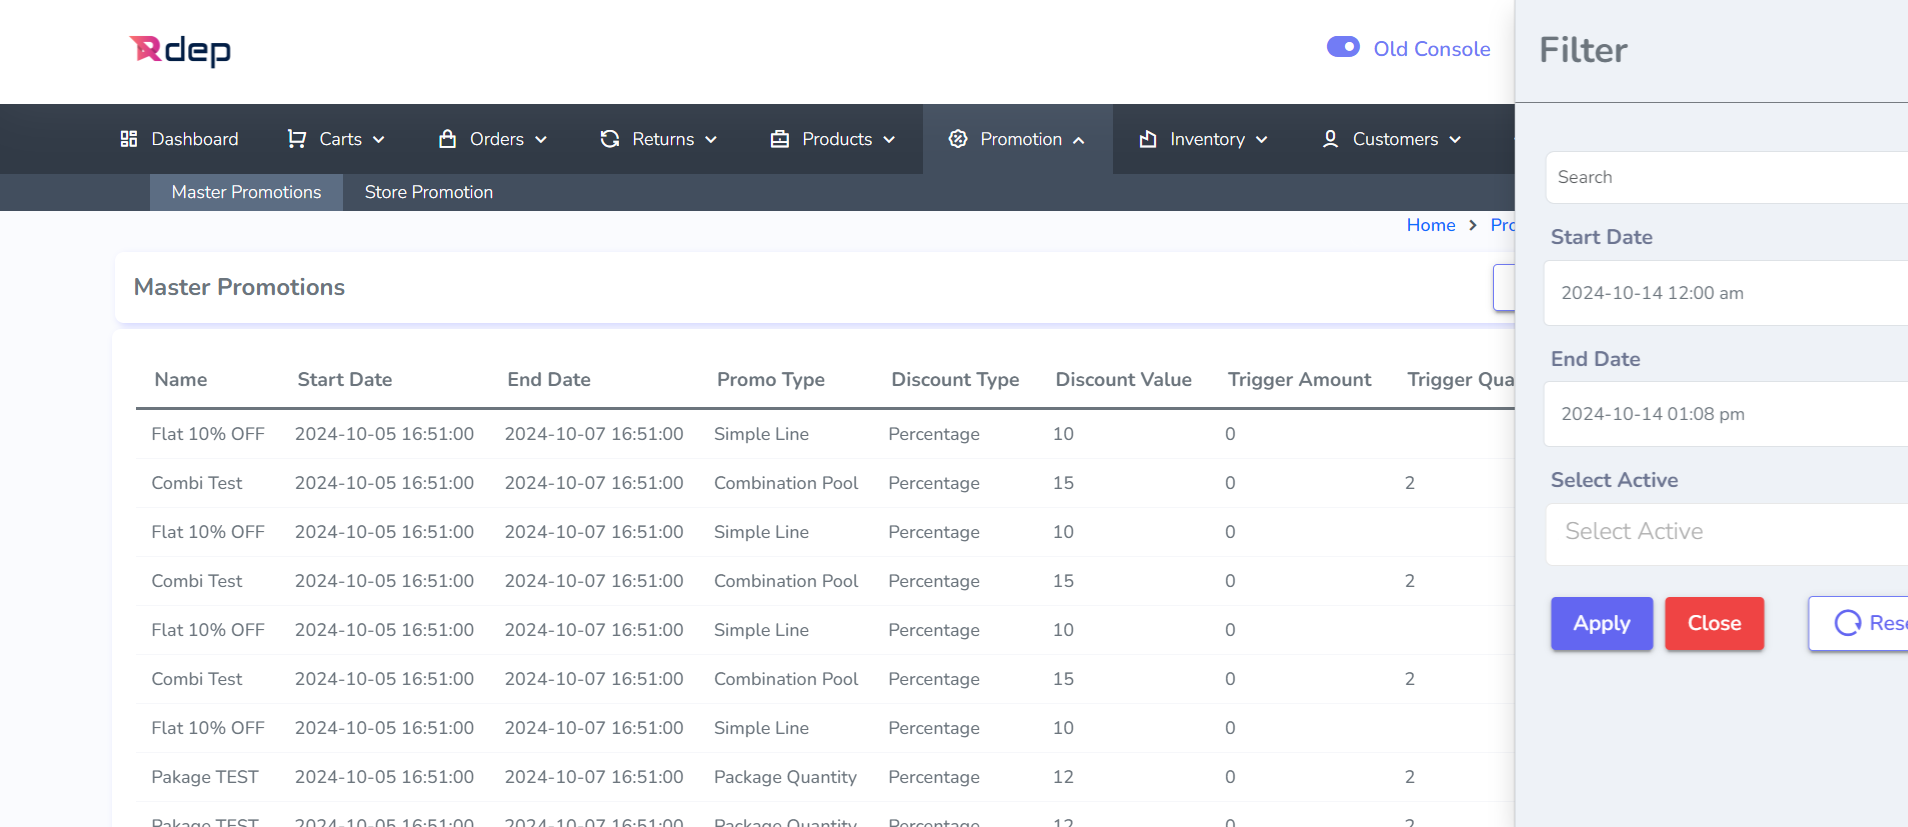 Rdep
Old Console
Filter
Dashboard Carts Orders Returns Products Promotion Inventory Customers
Master Promotions Store Promotion
Home > Pro
Master Promotions
Name Start Date End Date Promo Type Discount Type Discount Value Trigger Amount Trigger Qua
Flat 10% OFF 2024-10-05 16:51:00 2024-10-07 16:51:00 Simple Line Percentage 10 0
Combi Test 2024-10-05 16:51:00 2024-10-07 16:51:00 Combination Pool Percentage 15 0 2
Flat 10% OFF 2024-10-05 16:51:00 2024-10-07 16:51:00 Simple Line Percentage 10 0
Combi Test 2024-10-05 16:51:00 2024-10-07 16:51:00 Combination Pool Percentage 15 0 2
Flat 10% OFF 2024-10-05 16:51:00 2024-10-07 16:51:00 Simple Line Percentage 10 0
Combi Test 2024-10-05 16:51:00 2024-10-07 16:51:00 Combination Pool Percentage 15 0 2
Flat 10% OFF 2024-10-05 16:51:00 2024-10-07 16:51:00 Simple Line Percentage 10 0
Pakage TEST 2024-10-05 16:51:00 2024-10-07 16:51:00 Package Quantity Percentage 12 0 2
Pakage TEST 2024-10-05 16:51:00 2024-10-07 16:51:00 Package Quantity Percentage 12 0 2
Search
Start Date
2024-10-14 12:00 am
End Date
2024-10-14 01:08 pm
Select Active
Select Active
Apply Close Rese